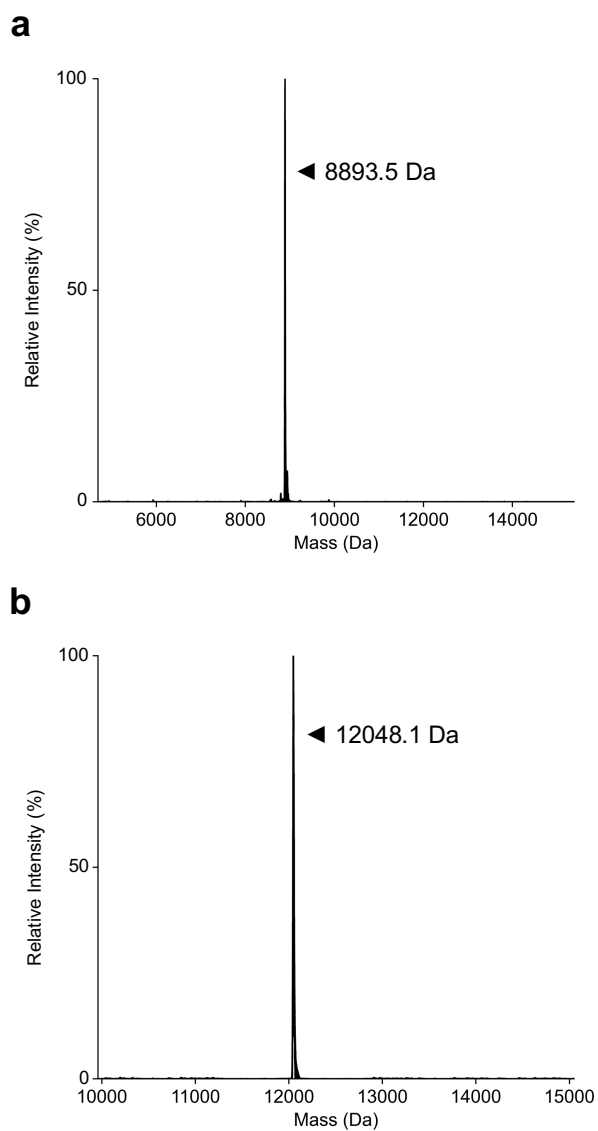 a
100
◄ 8893.5 Da
50
Relative Intensity (%)
0
6000 8000 10000 12000 14000
Mass (Da)
b
100
◄ 12048.1 Da
50
Relative Intensity (%)
0
10000 11000 12000 13000 14000 15000
Mass (Da)